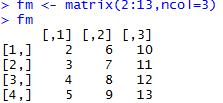 > fm <- matrix(2:13,ncol=3)
> fm
     [,1] [,2] [,3]
[1,]    2    6   10
[2,]    3    7   11
[3,]    4    8   12
[4,]    5    9   13